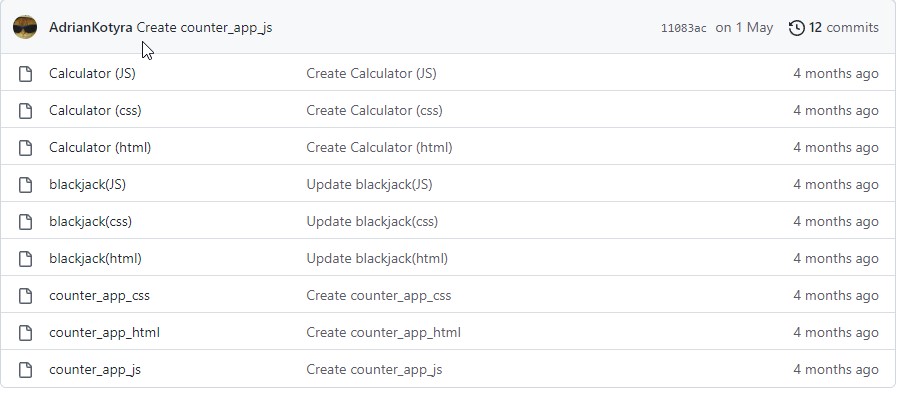 AdrianKotyra Create counter_app_js 11083ac on 1 May 12 commits
Calculator (JS) Create Calculator (JS) 4 months ago
Calculator (css) Create Calculator (css) 4 months ago
Calculator (html) Create Calculator (html) 4 months ago
blackjack(JS) Update blackjack(JS) 4 months ago
blackjack(css) Update blackjack(css) 4 months ago
blackjack(html) Update blackjack(html) 4 months ago
counter_app_css Create counter_app_css 4 months ago
counter_app_html Create counter_app_html 4 months ago
counter_app_js Create counter_app_js 4 months ago